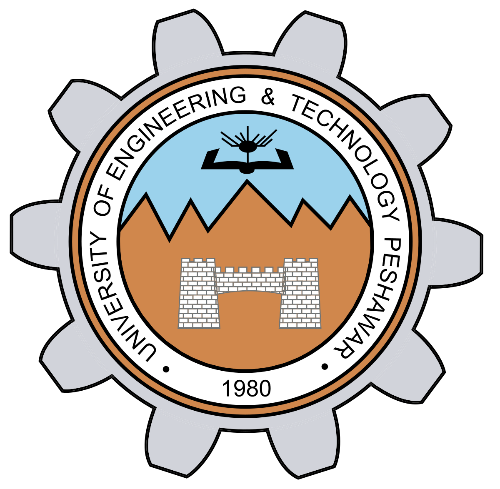 UNIVERSITY OF ENGINEERING & TECHNOLOGY PESHAWAR
1980